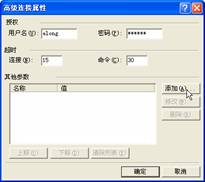 高级连接属性
授权
用户名(U): along 密码(P): ******
超时
连接(C): 15 命令(C): 30
其他参数
名称 值
添加(A)...
修改(M)...
删除(D)
上移(U) 下移(D) 清除列表(L)
确定 取消